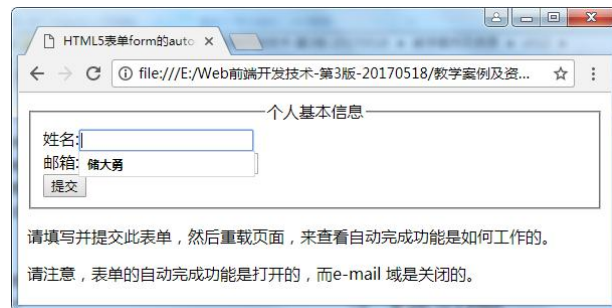 HTML5表单form的auto
file:///E:/Web前端开发技术-第3版-20170518/教学案例及资...
个人基本信息
姓名:
邮箱: 储大勇
提交
请填写并提交此表单，然后重载页面，来查看自动完成功能是如何工作的。
请注意，表单的自动完成功能是打开的，而e-mail 域是关闭的。